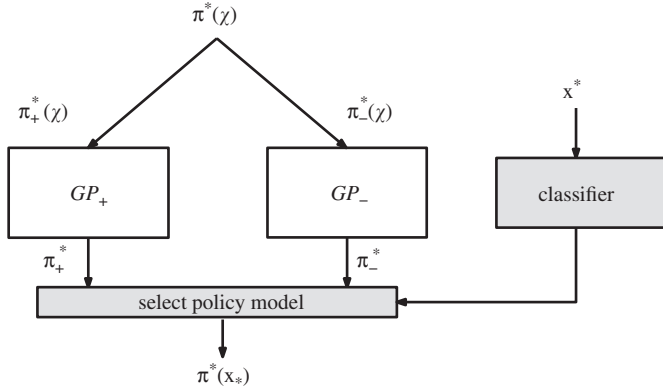 π*(χ)
π₊*(χ)
π₋*(χ)
x*
GP₊
GP₋
classifier
π₊*
π₋*
select policy model
π*(x₎)